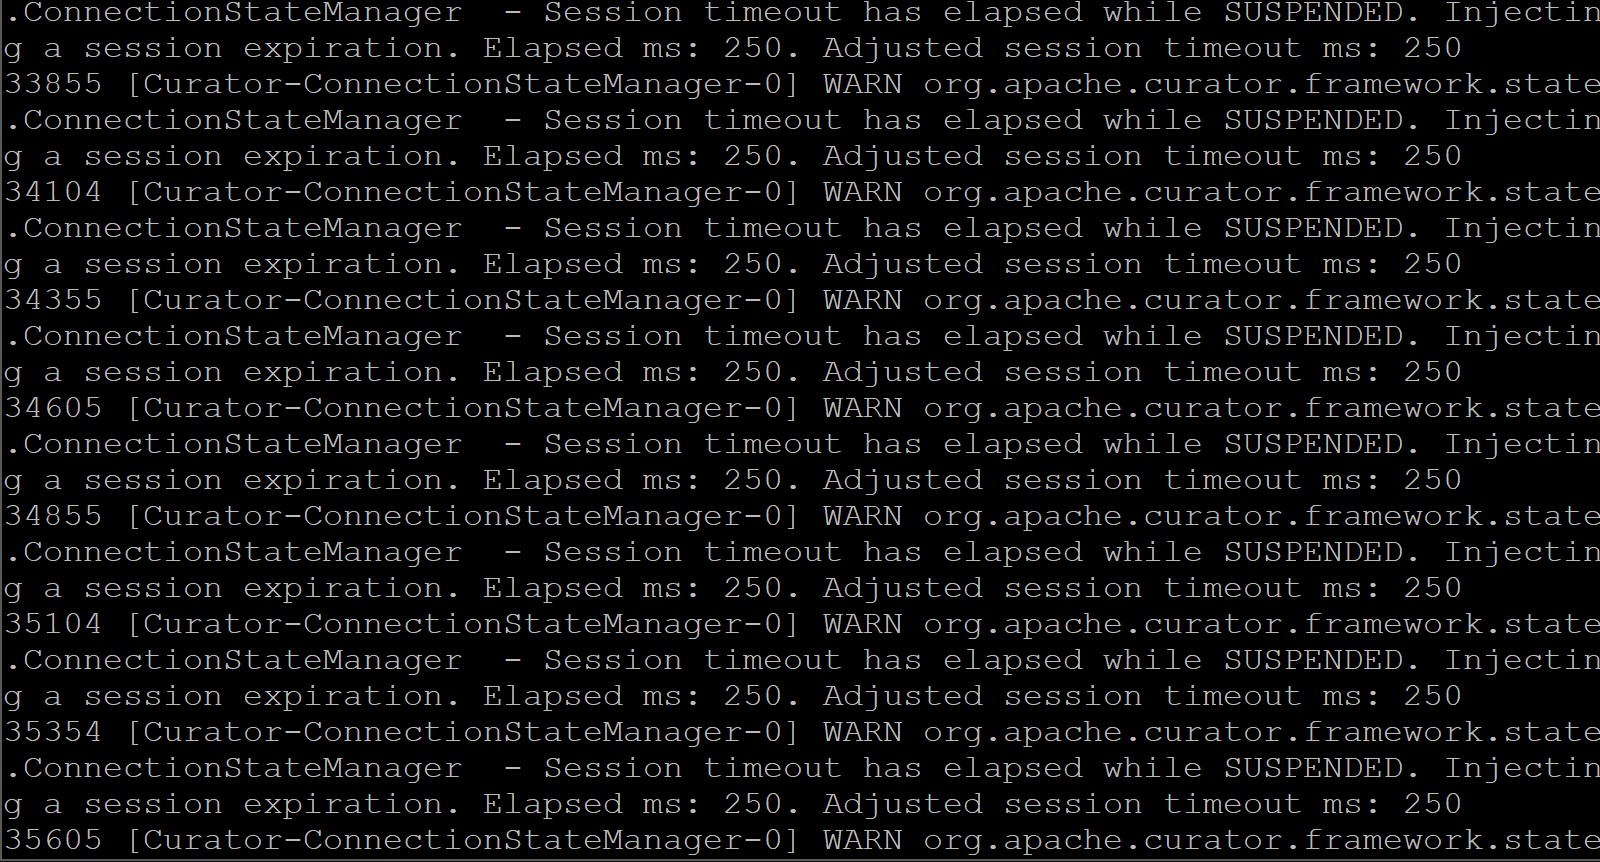 .ConnectionStateManager  - Session timeout has elapsed while SUSPENDED. Injectin
g a session expiration. Elapsed ms: 250. Adjusted session timeout ms: 250
33855 [Curator-ConnectionStateManager-0] WARN org.apache.curator.framework.state
.ConnectionStateManager  - Session timeout has elapsed while SUSPENDED. Injectin
g a session expiration. Elapsed ms: 250. Adjusted session timeout ms: 250
34104 [Curator-ConnectionStateManager-0] WARN org.apache.curator.framework.state
.ConnectionStateManager  - Session timeout has elapsed while SUSPENDED. Injectin
g a session expiration. Elapsed ms: 250. Adjusted session timeout ms: 250
34355 [Curator-ConnectionStateManager-0] WARN org.apache.curator.framework.state
.ConnectionStateManager  - Session timeout has elapsed while SUSPENDED. Injectin
g a session expiration. Elapsed ms: 250. Adjusted session timeout ms: 250
34605 [Curator-ConnectionStateManager-0] WARN org.apache.curator.framework.state
.ConnectionStateManager  - Session timeout has elapsed while SUSPENDED. Injectin
g a session expiration. Elapsed ms: 250. Adjusted session timeout ms: 250
34855 [Curator-ConnectionStateManager-0] WARN org.apache.curator.framework.state
.ConnectionStateManager  - Session timeout has elapsed while SUSPENDED. Injectin
g a session expiration. Elapsed ms: 250. Adjusted session timeout ms: 250
35104 [Curator-ConnectionStateManager-0] WARN org.apache.curator.framework.state
.ConnectionStateManager  - Session timeout has elapsed while SUSPENDED. Injectin
g a session expiration. Elapsed ms: 250. Adjusted session timeout ms: 250
35354 [Curator-ConnectionStateManager-0] WARN org.apache.curator.framework.state
.ConnectionStateManager  - Session timeout has elapsed while SUSPENDED. Injectin
g a session expiration. Elapsed ms: 250. Adjusted session timeout ms: 250
35605 [Curator-ConnectionStateManager-0] WARN org.apache.curator.framework.state